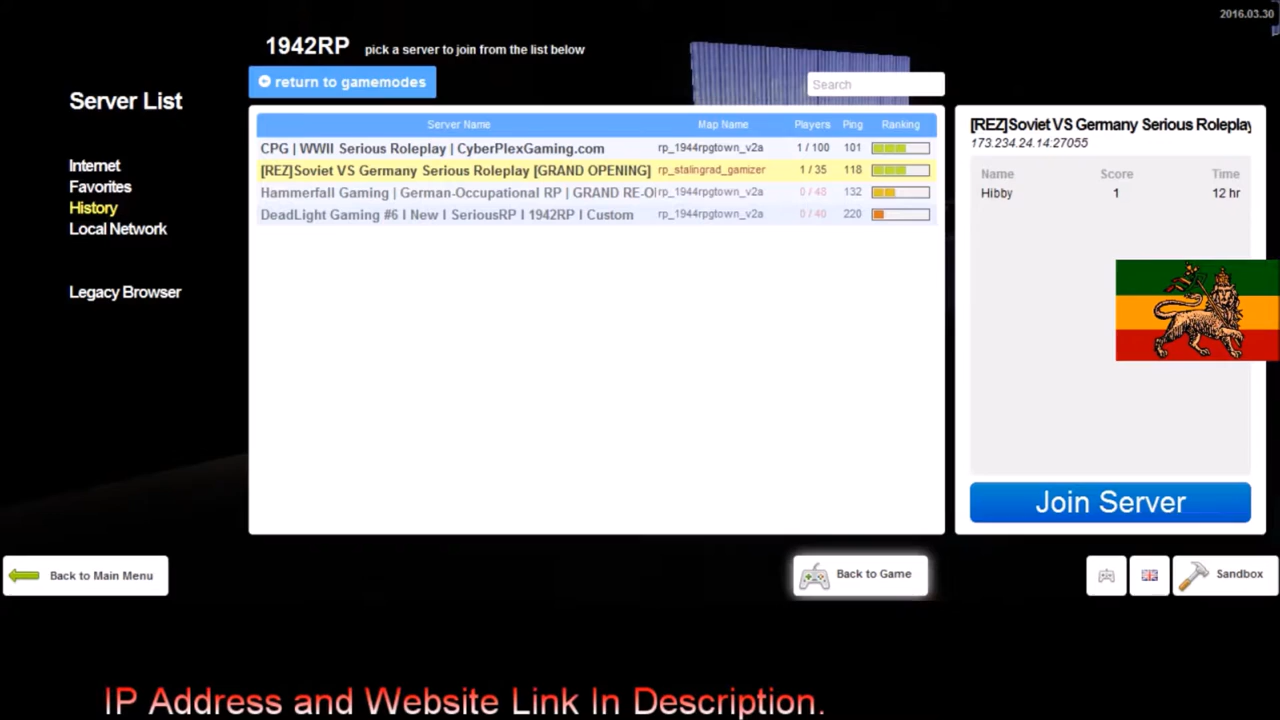 2016.03.30
1942RP pick a server to join from the list below
return to gamemodes
Search
Server List
Internet
Favorites
History
Local Network
Legacy Browser
Server Name Map Name Players Ping Ranking
CPG | WWII Serious Roleplay | CyberPlexGaming.com rp_1944rpgtown_v2a 1 / 100 101
[REZ]Soviet VS Germany Serious Roleplay [GRAND OPENING] rp_stalingrad_gamizer 1 / 35 118
Hammerfall Gaming | German-Occupational RP | GRAND RE-O rp_1944rpgtown_v2a 0 / 48 132
DeadLight Gaming #6 | New | SeriousRP | 1942RP | Custom rp_1944rpgtown_v2a 0 / 40 220
[REZ]Soviet VS Germany Serious Roleplay
173.234.24.14:27055
Name Score Time
Hibby 1 12 hr
Join Server
Back to Main Menu
Back to Game
Sandbox
IP Address and Website Link In Description.